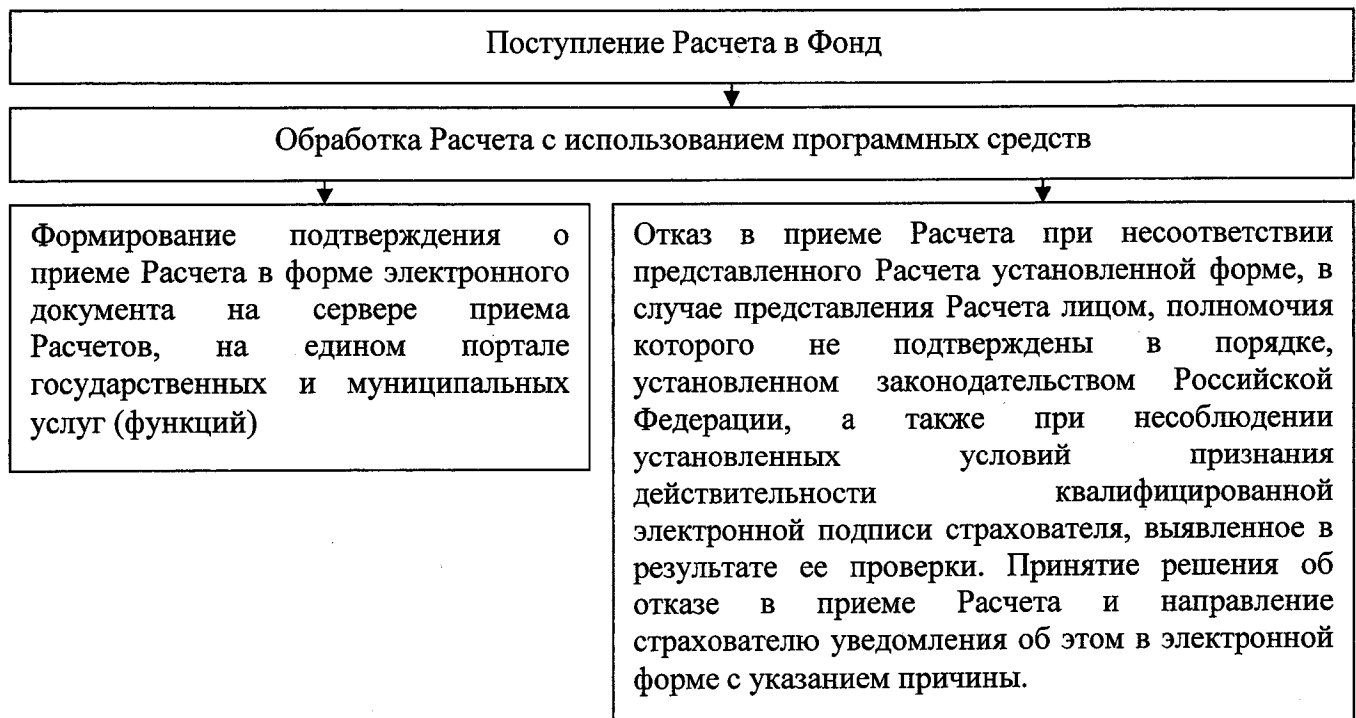 Поступление Расчета в Фонд
Обработка Расчета с использованием программных средств
Формирование подтверждения о
приеме Расчета в форме электронного
документа на сервере приема
Расчетов, на едином портале
государственных и муниципальных
услуг (функций)
Отказ в приеме Расчета при несоответствии
представленного Расчета установленной форме, в
случае представления Расчета лицом, полномочия
которого не подтверждены в порядке,
установленном законодательством Российской
Федерации, а также при несоблюдении
установленных условий признания
действительности квалифицированной
электронной подписи страхователя, выявленное в
результате ее проверки. Принятие решения об
отказе в приеме Расчета и направление
страхователю уведомления об этом в электронной
форме с указанием причины.